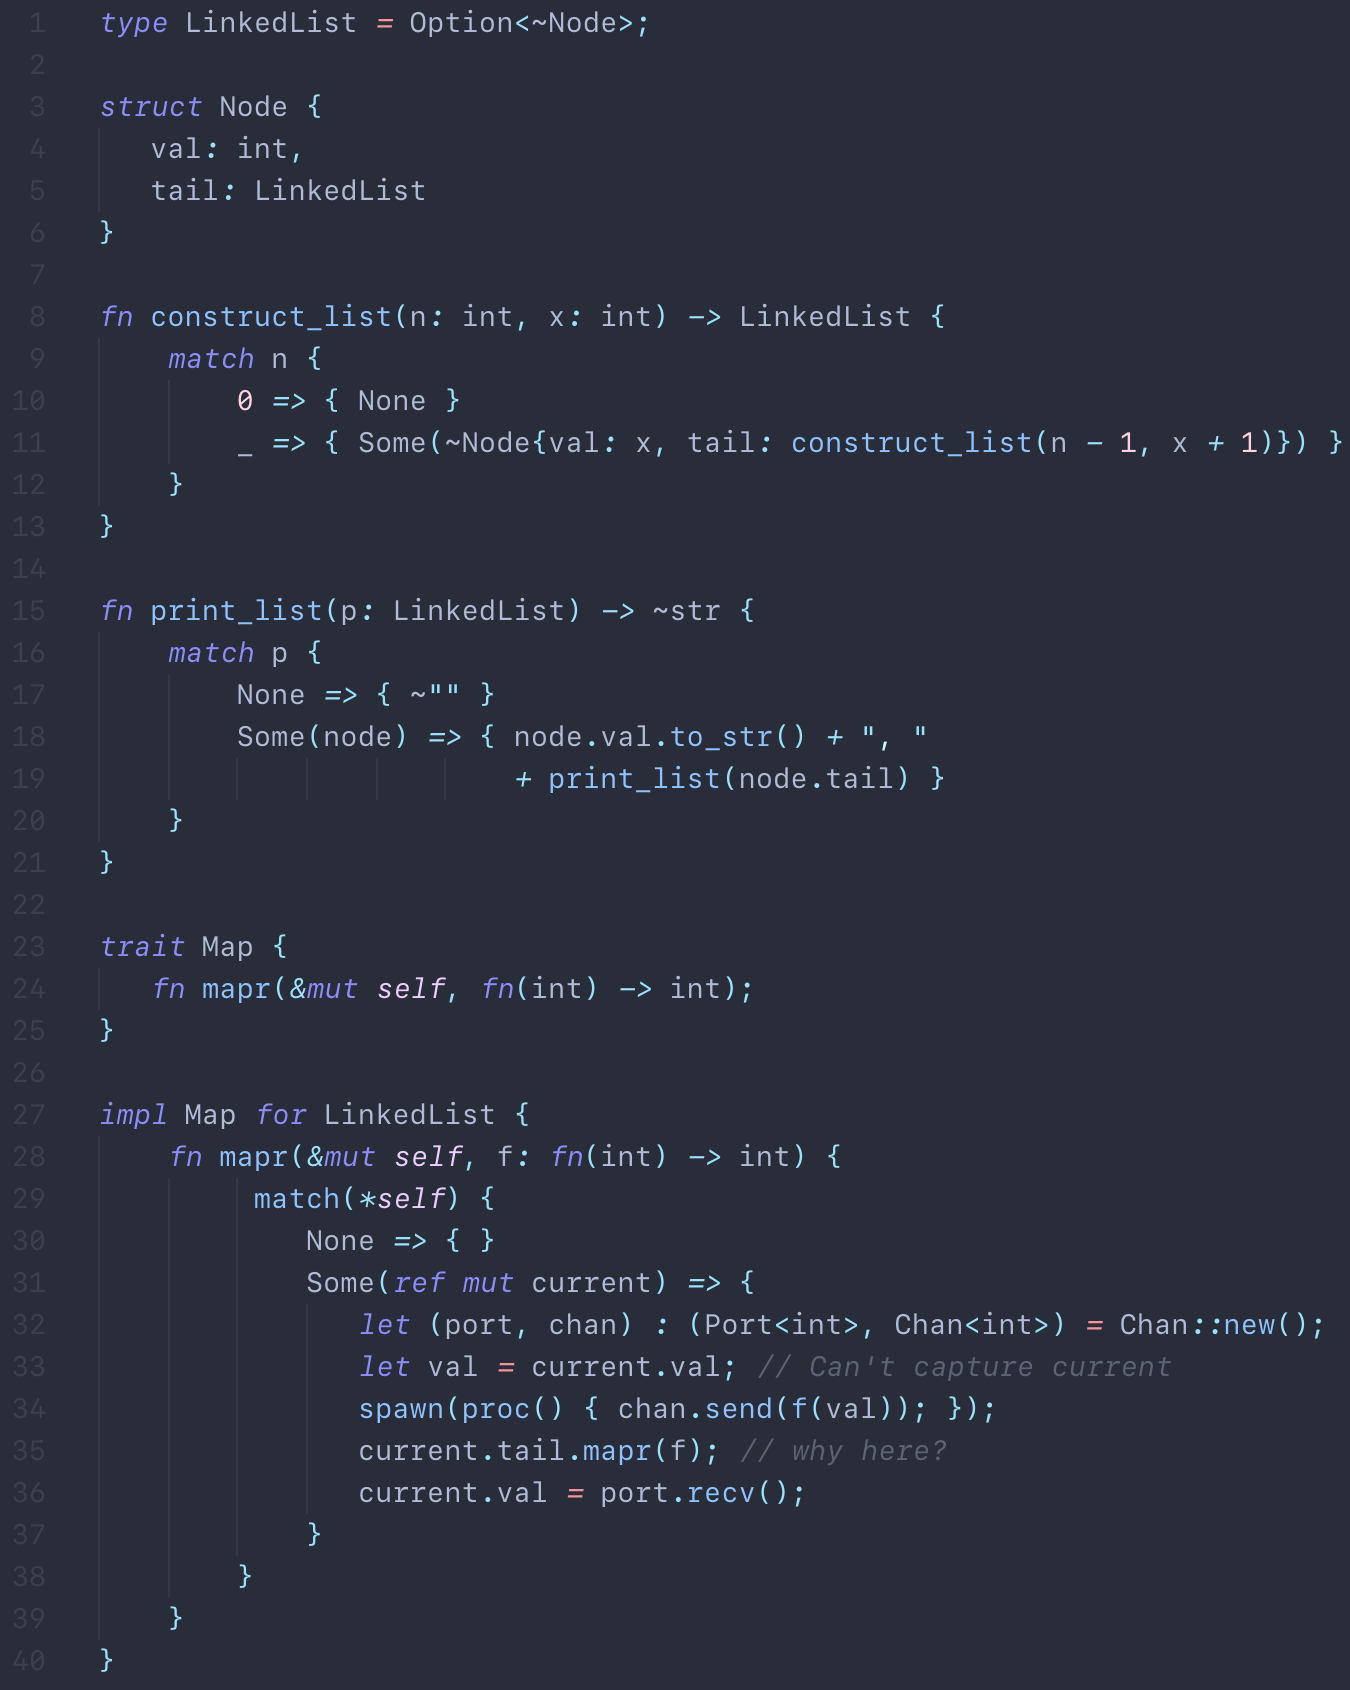 1 type LinkedList = Option<~Node>;
2
3 struct Node {
4    val: int,
5    tail: LinkedList
6 }
7
8 fn construct_list(n: int, x: int) -> LinkedList {
9     match n {
10         0 => { None }
11         _ => { Some(~Node{val: x, tail: construct_list(n - 1, x + 1)}) }
12     }
13 }
14
15 fn print_list(p: LinkedList) -> ~str {
16     match p {
17         None => { ~"" }
18         Some(node) => { node.val.to_str() + ", "
19                         + print_list(node.tail) }
20     }
21 }
22
23 trait Map {
24    fn mapr(&mut self, fn(int) -> int);
25 }
26
27 impl Map for LinkedList {
28     fn mapr(&mut self, f: fn(int) -> int) {
29          match(*self) {
30             None => { }
31             Some(ref mut current) => {
32                let (port, chan) : (Port<int>, Chan<int>) = Chan::new();
33                let val = current.val; // Can't capture current
34                spawn(proc() { chan.send(f(val)); });
35                current.tail.mapr(f); // why here?
36                current.val = port.recv();
37             }
38         }
39     }
40 }